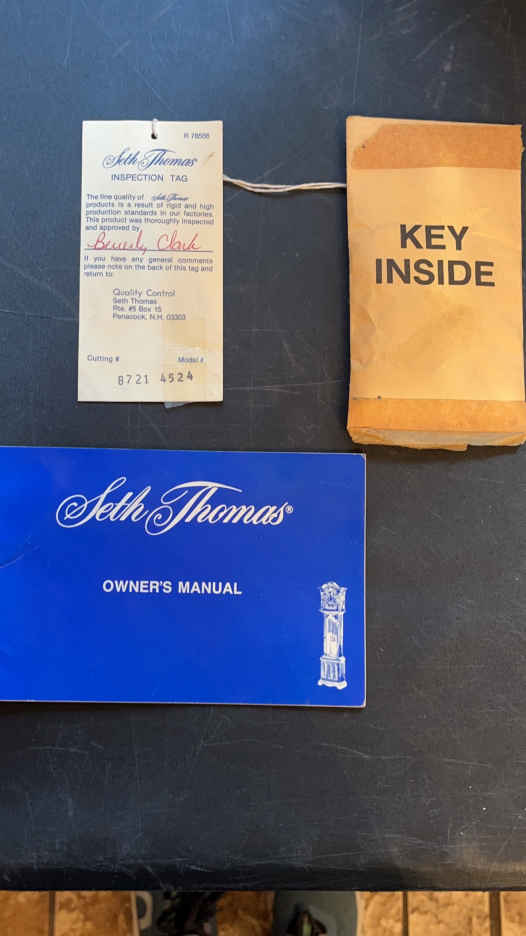 R 78586
Seth Thomas
INSPECTION TAG
The fine quality of Seth Thomas
products is a result of rigid and high
production standards in our factories.
This product was thoroughly inspected
and approved by
Beverly Clark
If you have any general comments
please note on the back of this tag and
return to:
Quality Control
Seth Thomas
Rte. #5 Box 15
Penacook, N.H. 03303
Cutting # Model #
8721 4524
KEY
INSIDE
Seth Thomas®
OWNER'S MANUAL